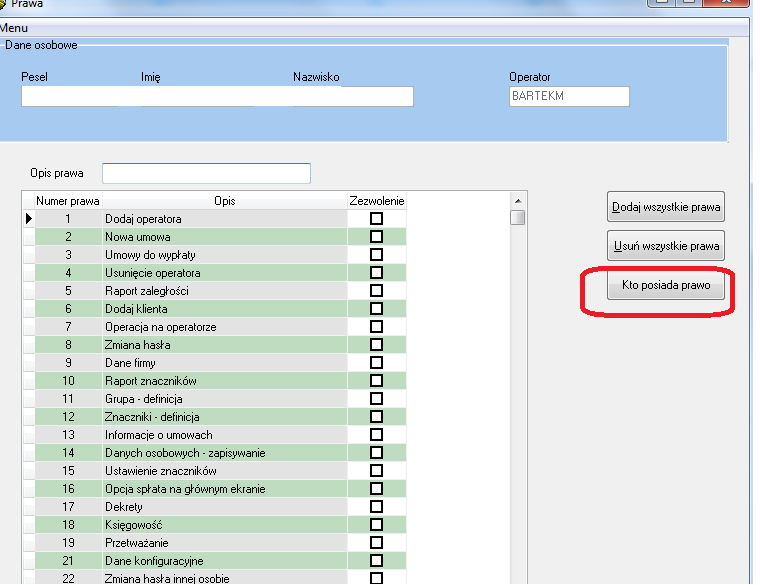 Prawa
Menu
Dane osobowe
Pesel Imię Nazwisko Operator
BARTEKM
Opis prawa
Numer prawa Opis Zezwolenie
1 Dodaj operatora
2 Nowa umowa
3 Umowy do wypłaty
4 Usunięcie operatora
5 Raport zaległości
6 Dodaj klienta
7 Operacja na operatorze
8 Zmiana hasła
9 Dane firmy
10 Raport znaczników
11 Grupa - definicja
12 Znaczniki - definicja
13 Informacje o umowach
14 Danych osobowych - zapisywanie
15 Ustawienie znaczników
16 Opcja spłata na głównym ekranie
17 Dekrety
18 Księgowość
19 Przetważanie
21 Dane konfiguracyjne
22 Zmiana hasła innej osobie
Dodaj wszystkie prawa
Usuń wszystkie prawa
Kto posiada prawo